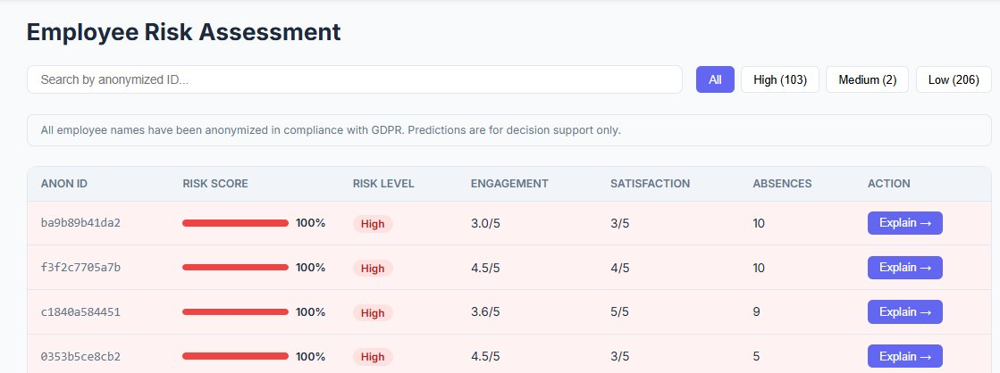 Employee Risk Assessment
Search by anonymized ID...
All
High (103)
Medium (2)
Low (206)
All employee names have been anonymized in compliance with GDPR. Predictions are for decision support only.
ANON ID RISK SCORE RISK LEVEL ENGAGEMENT SATISFACTION ABSENCES ACTION
ba9b89b41da2 100% High 3.0/5 3/5 10 Explain →
f3f2c7705a7b 100% High 4.5/5 4/5 10 Explain →
c1840a584451 100% High 3.6/5 5/5 9 Explain →
0353b5ce8cb2 100% High 4.5/5 3/5 5 Explain →